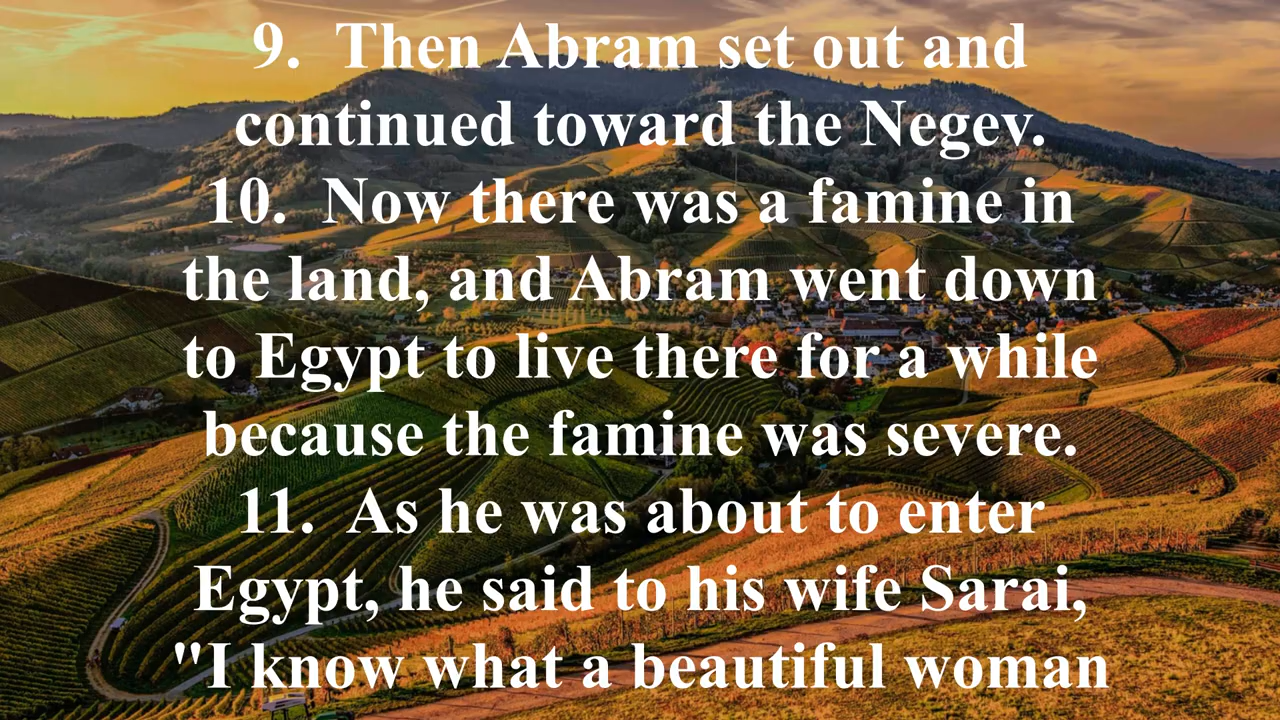 9.  Then Abram set out and
continued toward the Negev.
10.  Now there was a famine in
the land, and Abram went down
to Egypt to live there for a while
because the famine was severe.
11.  As he was about to enter
Egypt, he said to his wife Sarai,
"I know what a beautiful woman